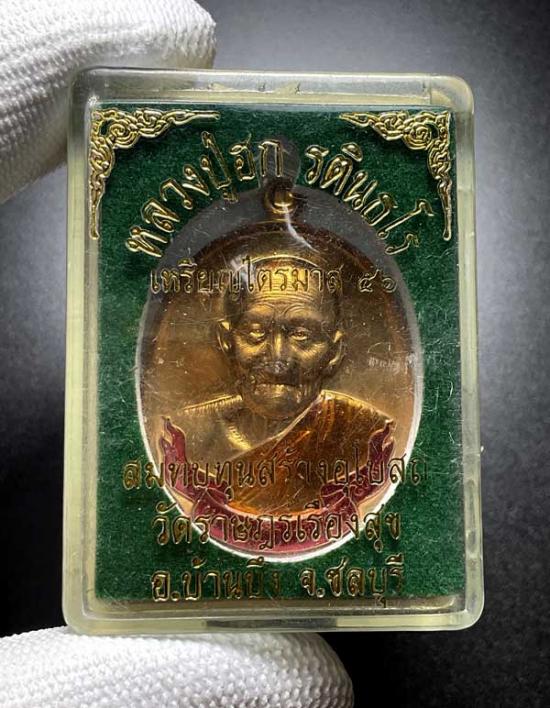 หลวงปู่ฮก รตินฺธโร
เหรียญไตรมาส ๕๖
สมทบทุนสร้างอุโบสถ
วัดราษฎรเรืองสุข
อ.บ้านบึง จ.ชลบุรี